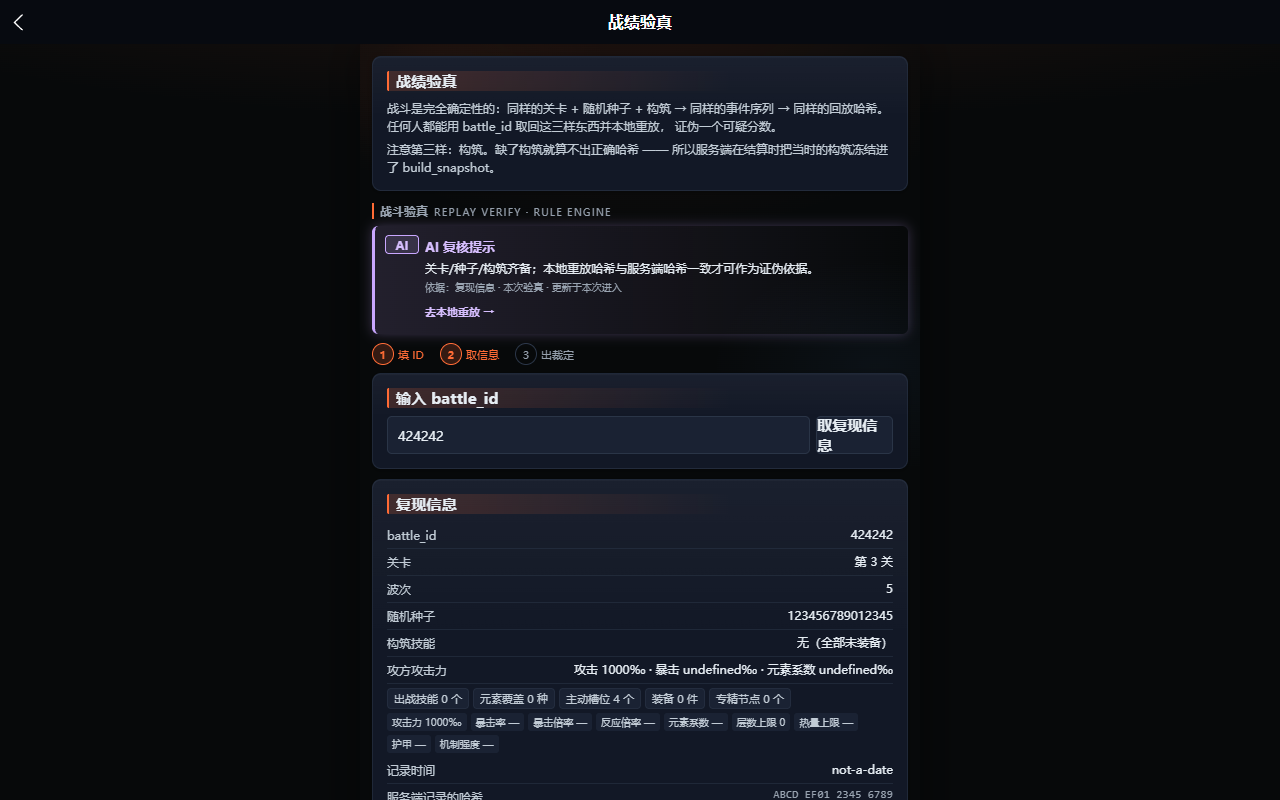 战绩验真
战绩验真
战斗是完全确定性的：同样的关卡 + 随机种子 + 构筑 → 同样的事件序列 → 同样的回放哈希。
任何人都能用 battle_id 取回这三样东西并本地重放， 证伪一个可疑分数。
注意第三样：构筑。缺了构筑就算不出正确哈希 —— 所以服务端在结算时把当时的构筑冻结进
了 build_snapshot。
战斗验真 REPLAY VERIFY · RULE ENGINE
AI AI 复核提示
关卡/种子/构筑齐备；本地重放哈希与服务端哈希一致才可作为证伪依据。
依据：复现信息 · 本次验真 · 更新于本次进入
去本地重放 →
1 填 ID 2 取信息 3 出裁定
输入 battle_id
424242 取复现信
息
复现信息
battle_id 424242
关卡 第 3 关
波次 5
随机种子 123456789012345
构筑技能 无（全部未装备）
攻方攻击力 攻击 1000‰ · 暴击 undefined‰ · 元素系数 undefined‰
出战技能 0 个 元素覆盖 0 种 主动槽位 4 个 装备 0 件 专精节点 0 个
攻击力 1000‰ 暴击率 — 暴击倍率 — 反应倍率 — 元素系数 — 层数上限 0 热量上限 —
护甲 — 机制强度 —
记录时间 not-a-date
服务端记录的哈希 ABCD EF01 2345 6789